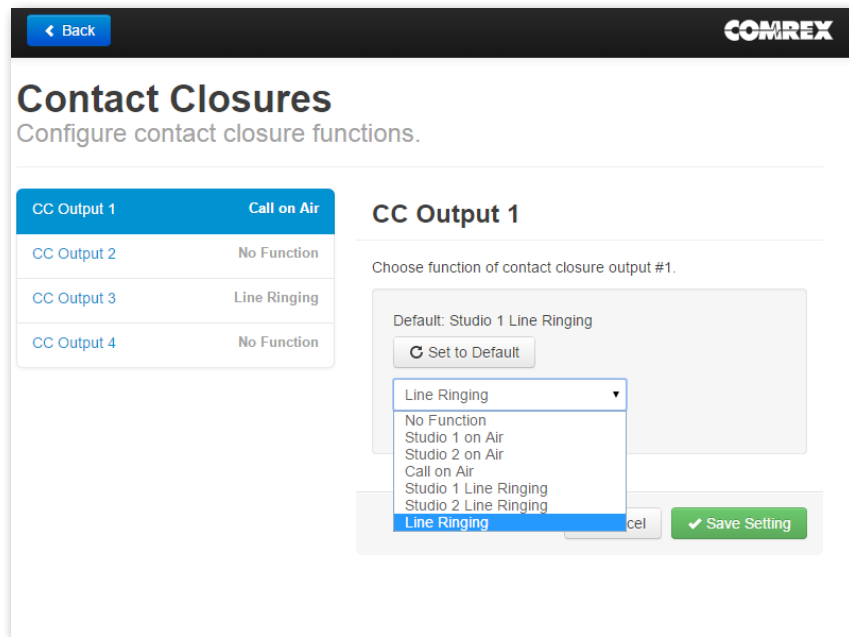 Back
COMREX
Contact Closures
Configure contact closure functions.
CC Output 1 Call on Air
CC Output 2 No Function
CC Output 3 Line Ringing
CC Output 4 No Function
CC Output 1
Choose function of contact closure output #1.
Default: Studio 1 Line Ringing
Set to Default
Line Ringing
No Function
Studio 1 on Air
Studio 2 on Air
Call on Air
Studio 1 Line Ringing
Studio 2 Line Ringing
Line Ringing
cel
Save Setting